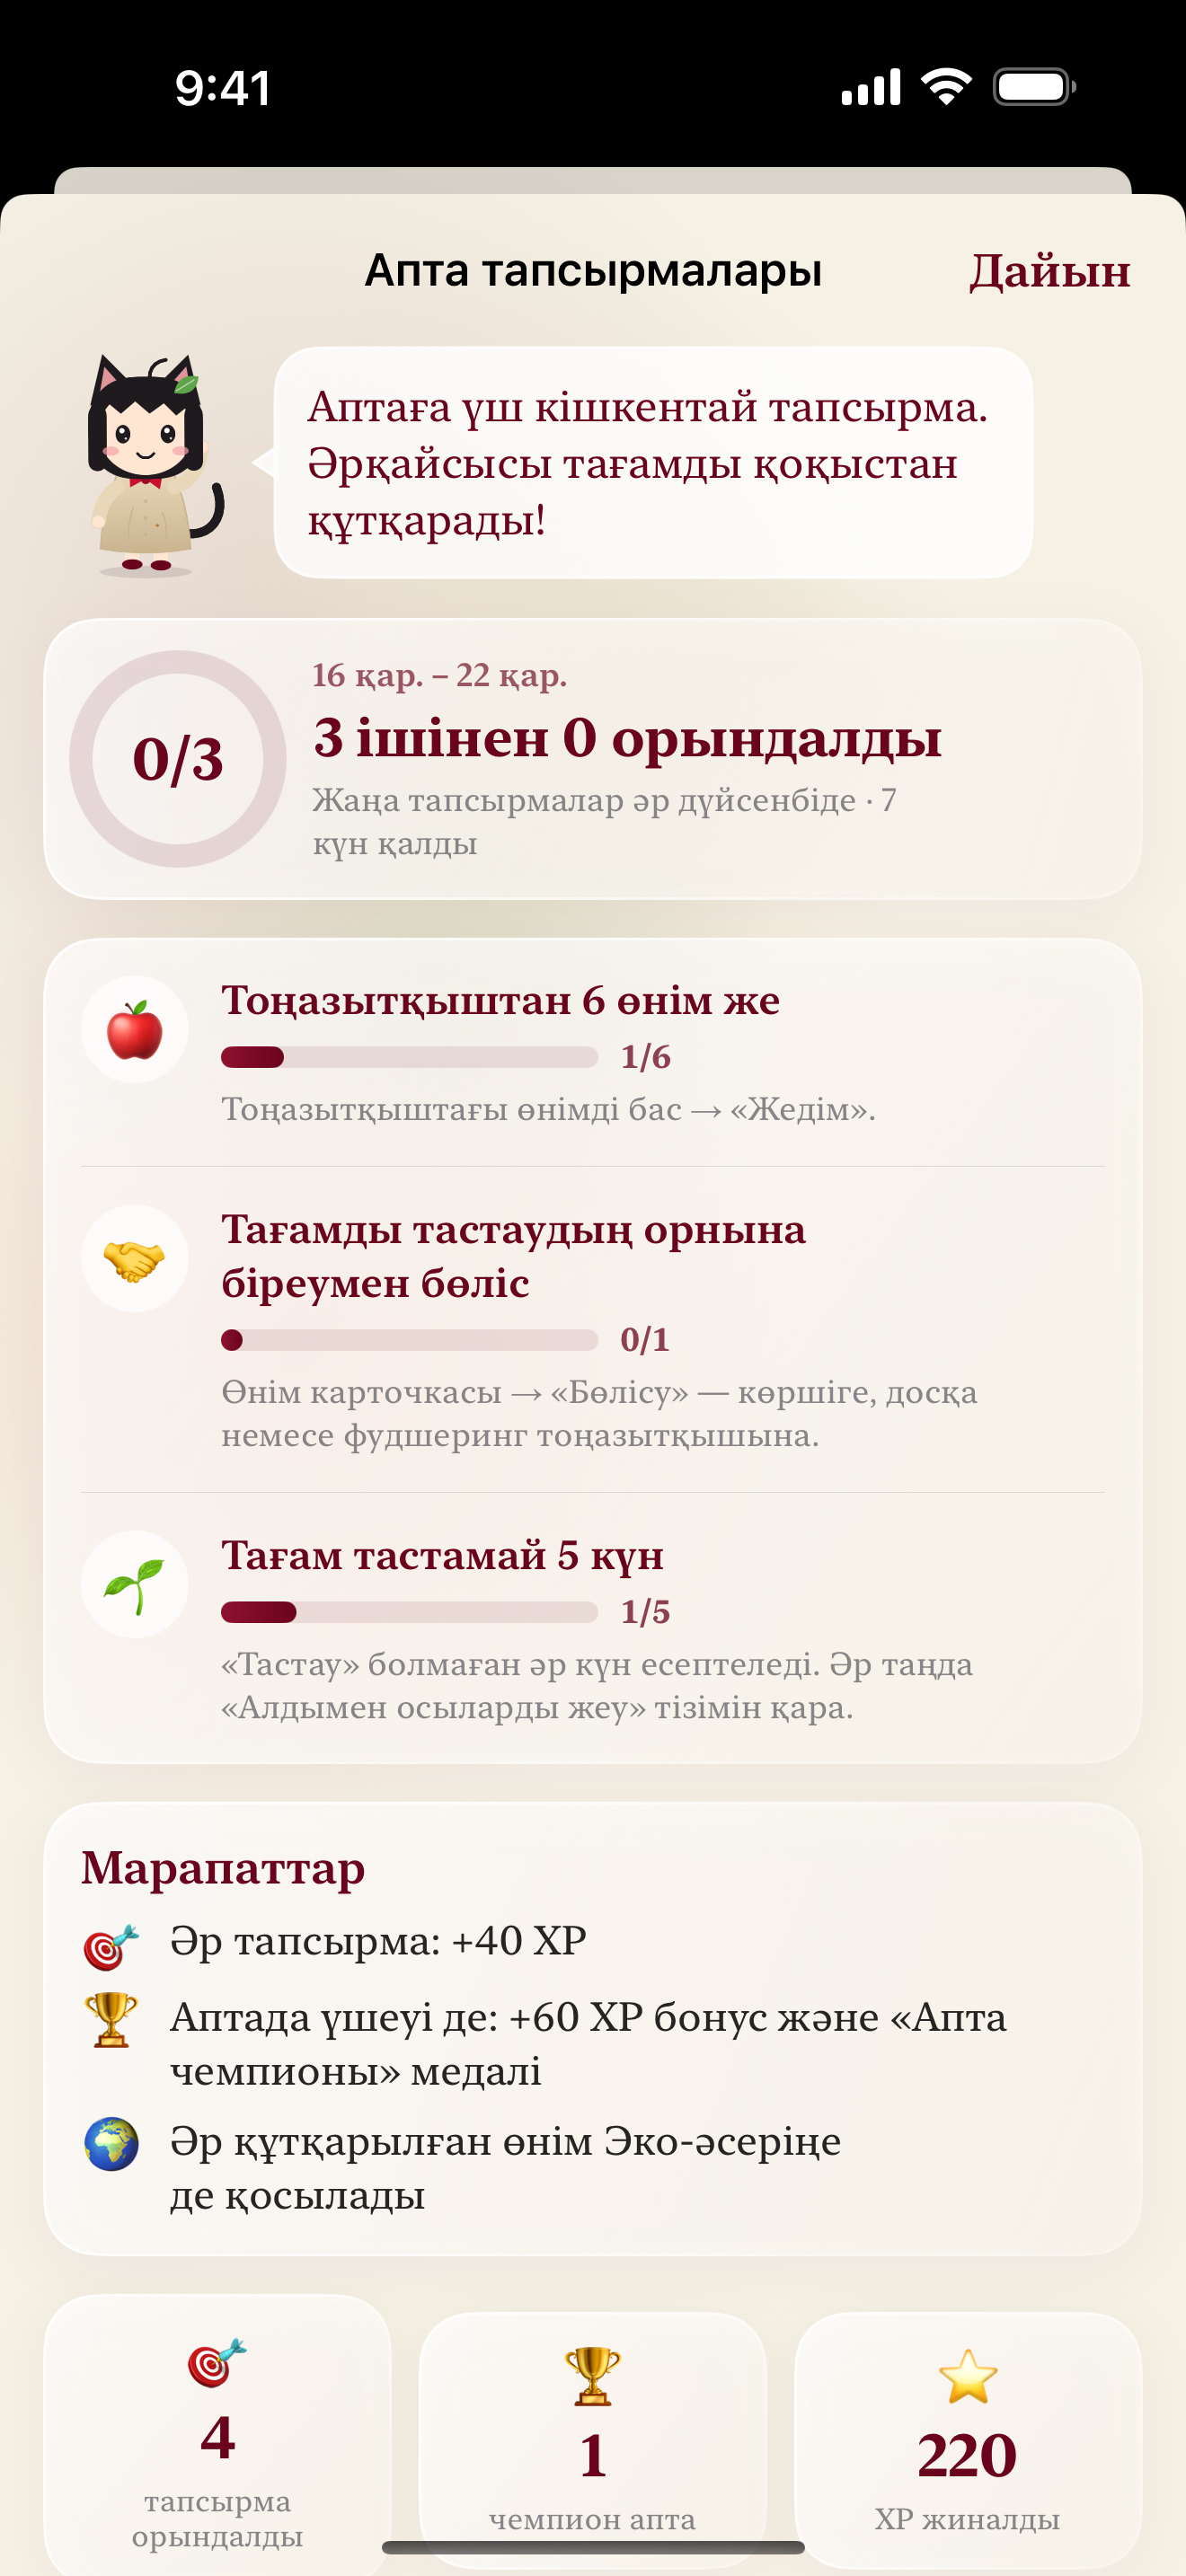 9:41
Апта тапсырмалары
Дайын
Аптаға үш кішкентай тапсырма.
Әрқайсысы тағамды қоқыстан
құтқарады!
0/3
16 қар. – 22 қар.
3 ішінен 0 орындалды
Жаңа тапсырмалар әр дүйсенбіде · 7
күн қалды
Тоңазытқыштан 6 өнім же
1/6
Тоңазытқыштағы өнімді бас → «Жедім».
Тағамды тастаудың орнына
біреумен бөліс
0/1
Өнім карточкасы → «Бөлісу» — көршіге, досқа
немесе фудшеринг тоңазытқышына.
Тағам тастамай 5 күн
1/5
«Тастау» болмаған әр күн есептеледі. Әр таңда
«Алдымен осыларды жеу» тізімін қара.
Марапаттар
Әр тапсырма: +40 XP
Аптада үшеуі де: +60 XP бонус және «Апта
чемпионы» медалі
Әр құтқарылған өнім Эко-әсеріңе
де қосылады
4
тапсырма
орындалды
1
чемпион апта
220
XP жиналды